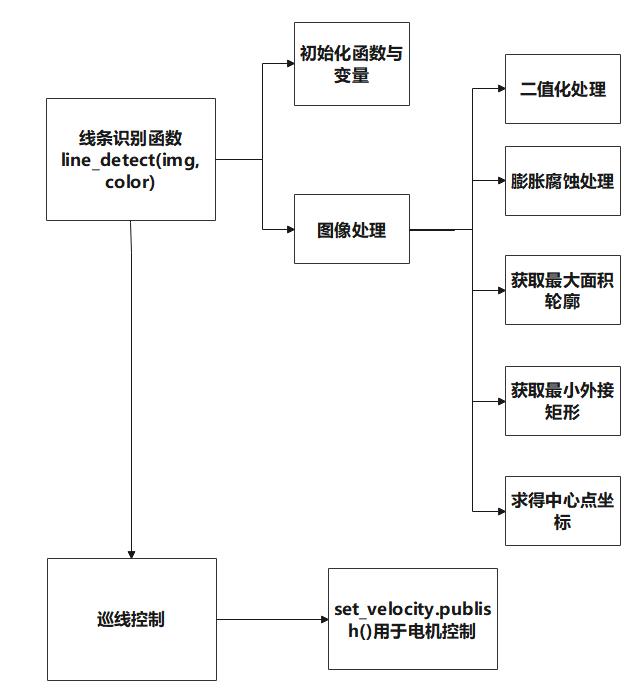 初始化函数与
变量
二值化处理
线条识别函数
line_detect(img,
color)
膨胀腐蚀处理
图像处理
获取最大面积
轮廓
获取最小外接
矩形
求得中心点坐
标
巡线控制
set_velocity.publis
h()用于电机控制